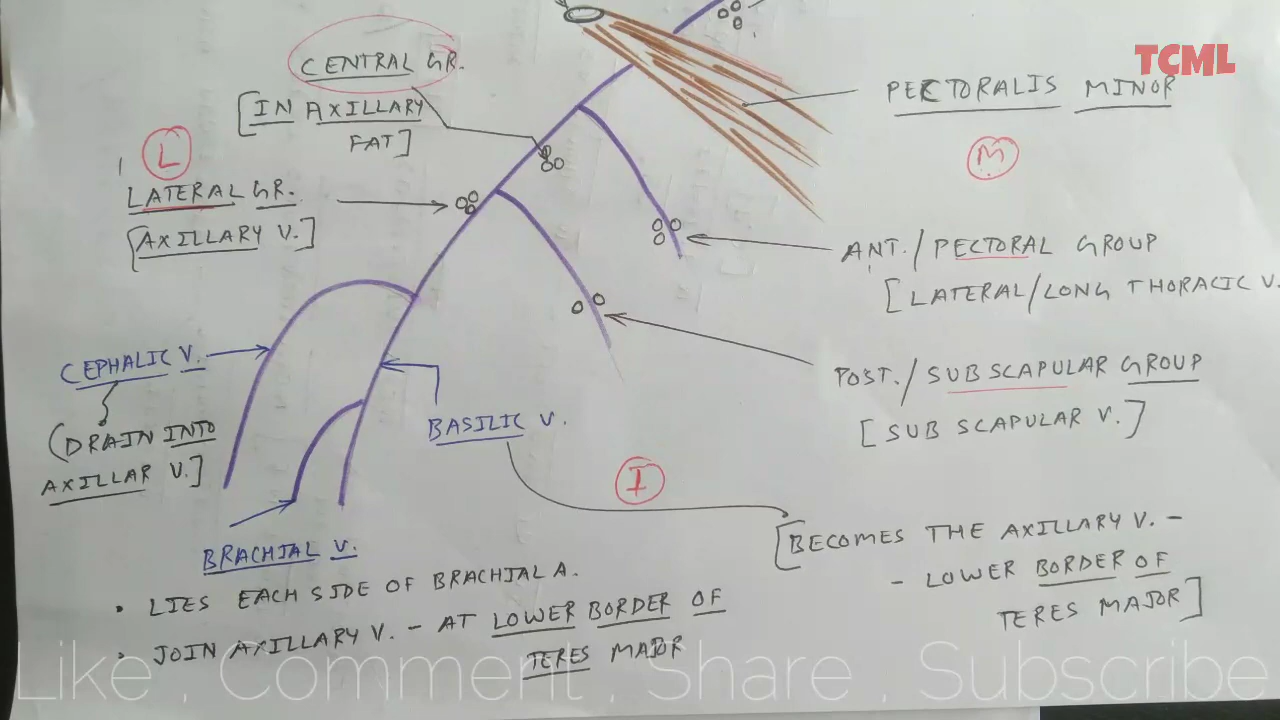 TCML
CENTRAL GR.
[IN AXILLARY
FAT]
L
LATERAL GR.
[AXILLARY V.]
PECTORALIS MINOR
M
ANT./PECTORAL GROUP
[LATERAL/LONG THORACIC V.
POST./SUBSCAPULAR GROUP
[SUB SCAPULAR V.]
CEPHALIC V.
(DRAIN INTO
AXILLAR V.]
BASILIC V.
I
[BECOMES THE AXILLARY V. -
- LOWER BORDER OF
TERES MAJOR]
BRACHIAL V.
• LIES EACH SIDE OF BRACHIAL A.
• JOIN AXILLARY V. - AT LOWER BORDER OF
TERES MAJOR
Like , Comment , Share , Subscribe